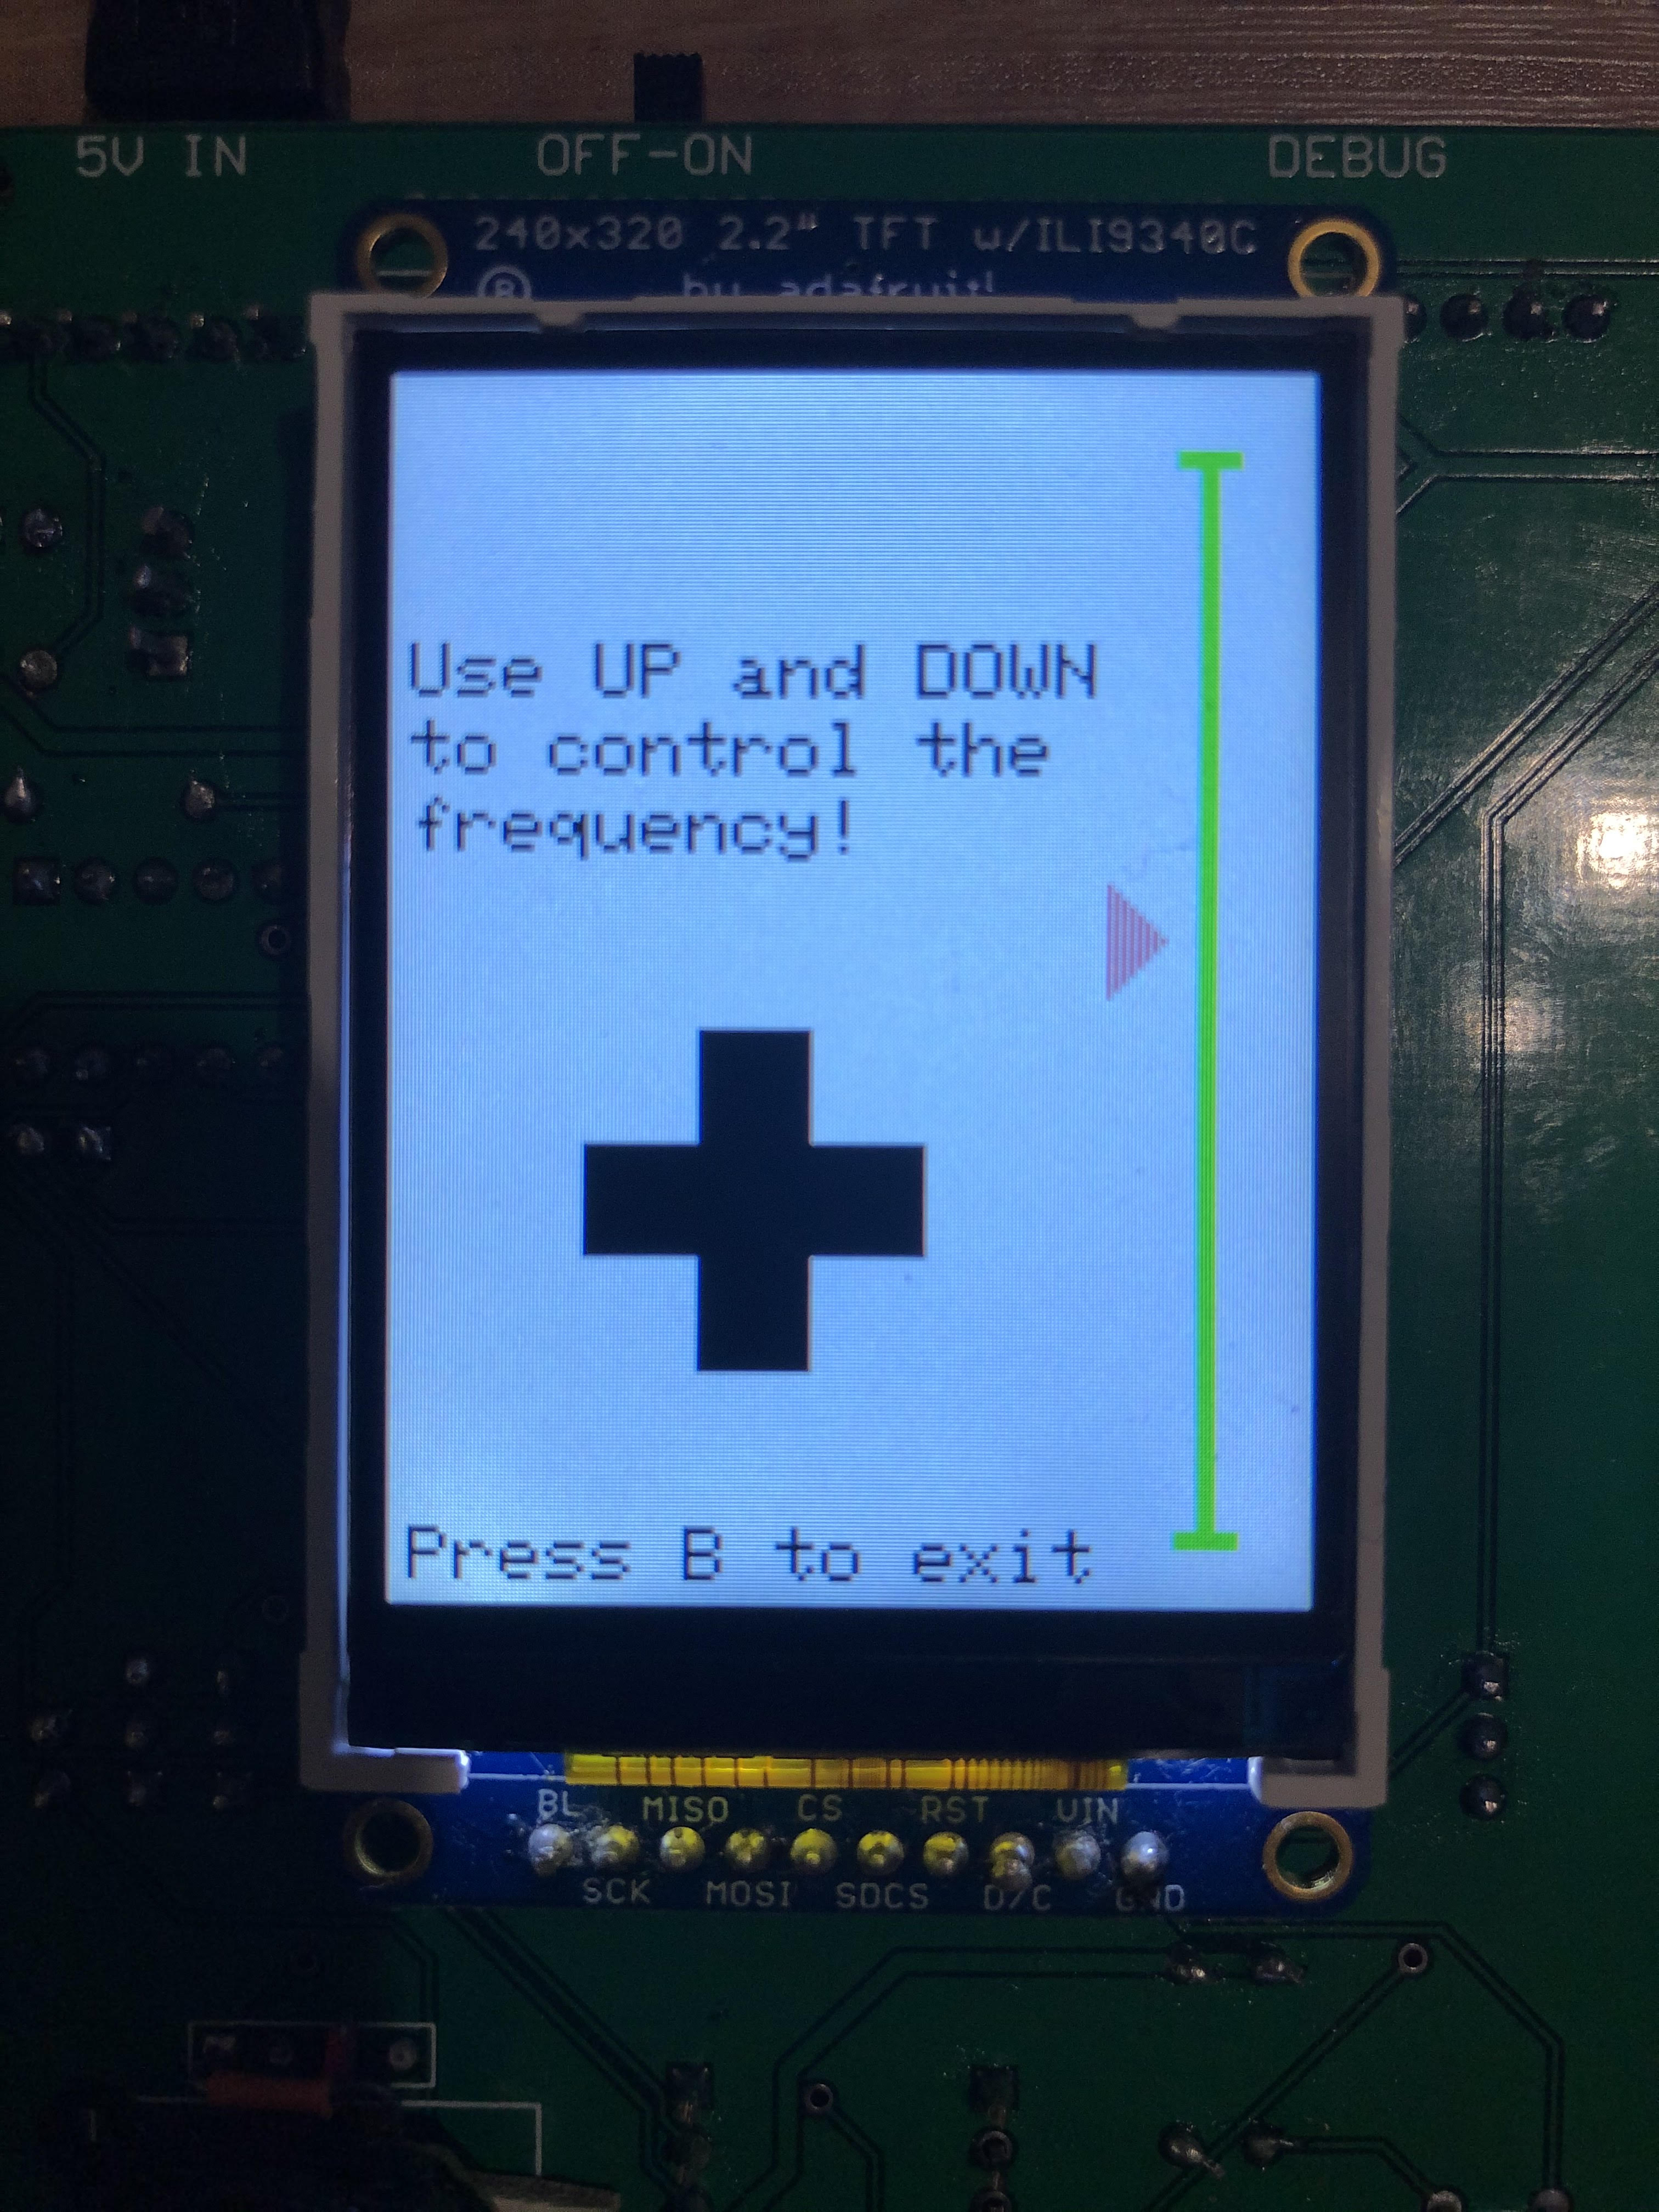 5V IN
OFF-ON
DEBUG
240x320 2.2" TFT w/ILI9340C
by adafruit!
Use UP and DOWN
to control the
frequency!
Press B to exit
BL MISO CS RST VIN
SCK MOSI SDCS D/C GND